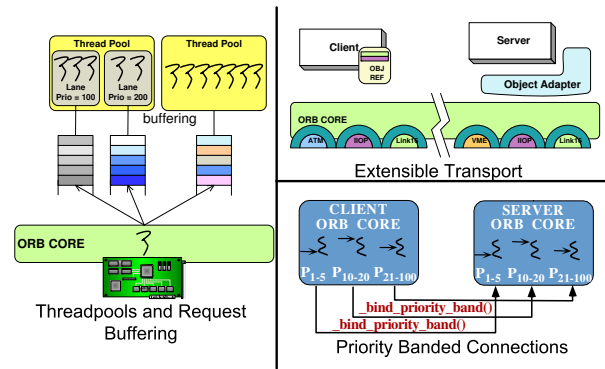 Thread Pool
Thread Pool
Lane
Prio = 100
Lane
Prio = 200
buffering
ORB CORE
Threadpools and Request
Buffering
Client
OBJ
REF
Server
Object Adapter
ORB CORE
ATM
IIOP
Link16
VME
IIOP
Link16
Extensible Transport
CLIENT
ORB CORE
P1-5 P10-20 P21-100
SERVER
ORB CORE
P1-5 P10-20 P21-100
_bind_priority_band()
_bind_priority_band()
Priority Banded Connections